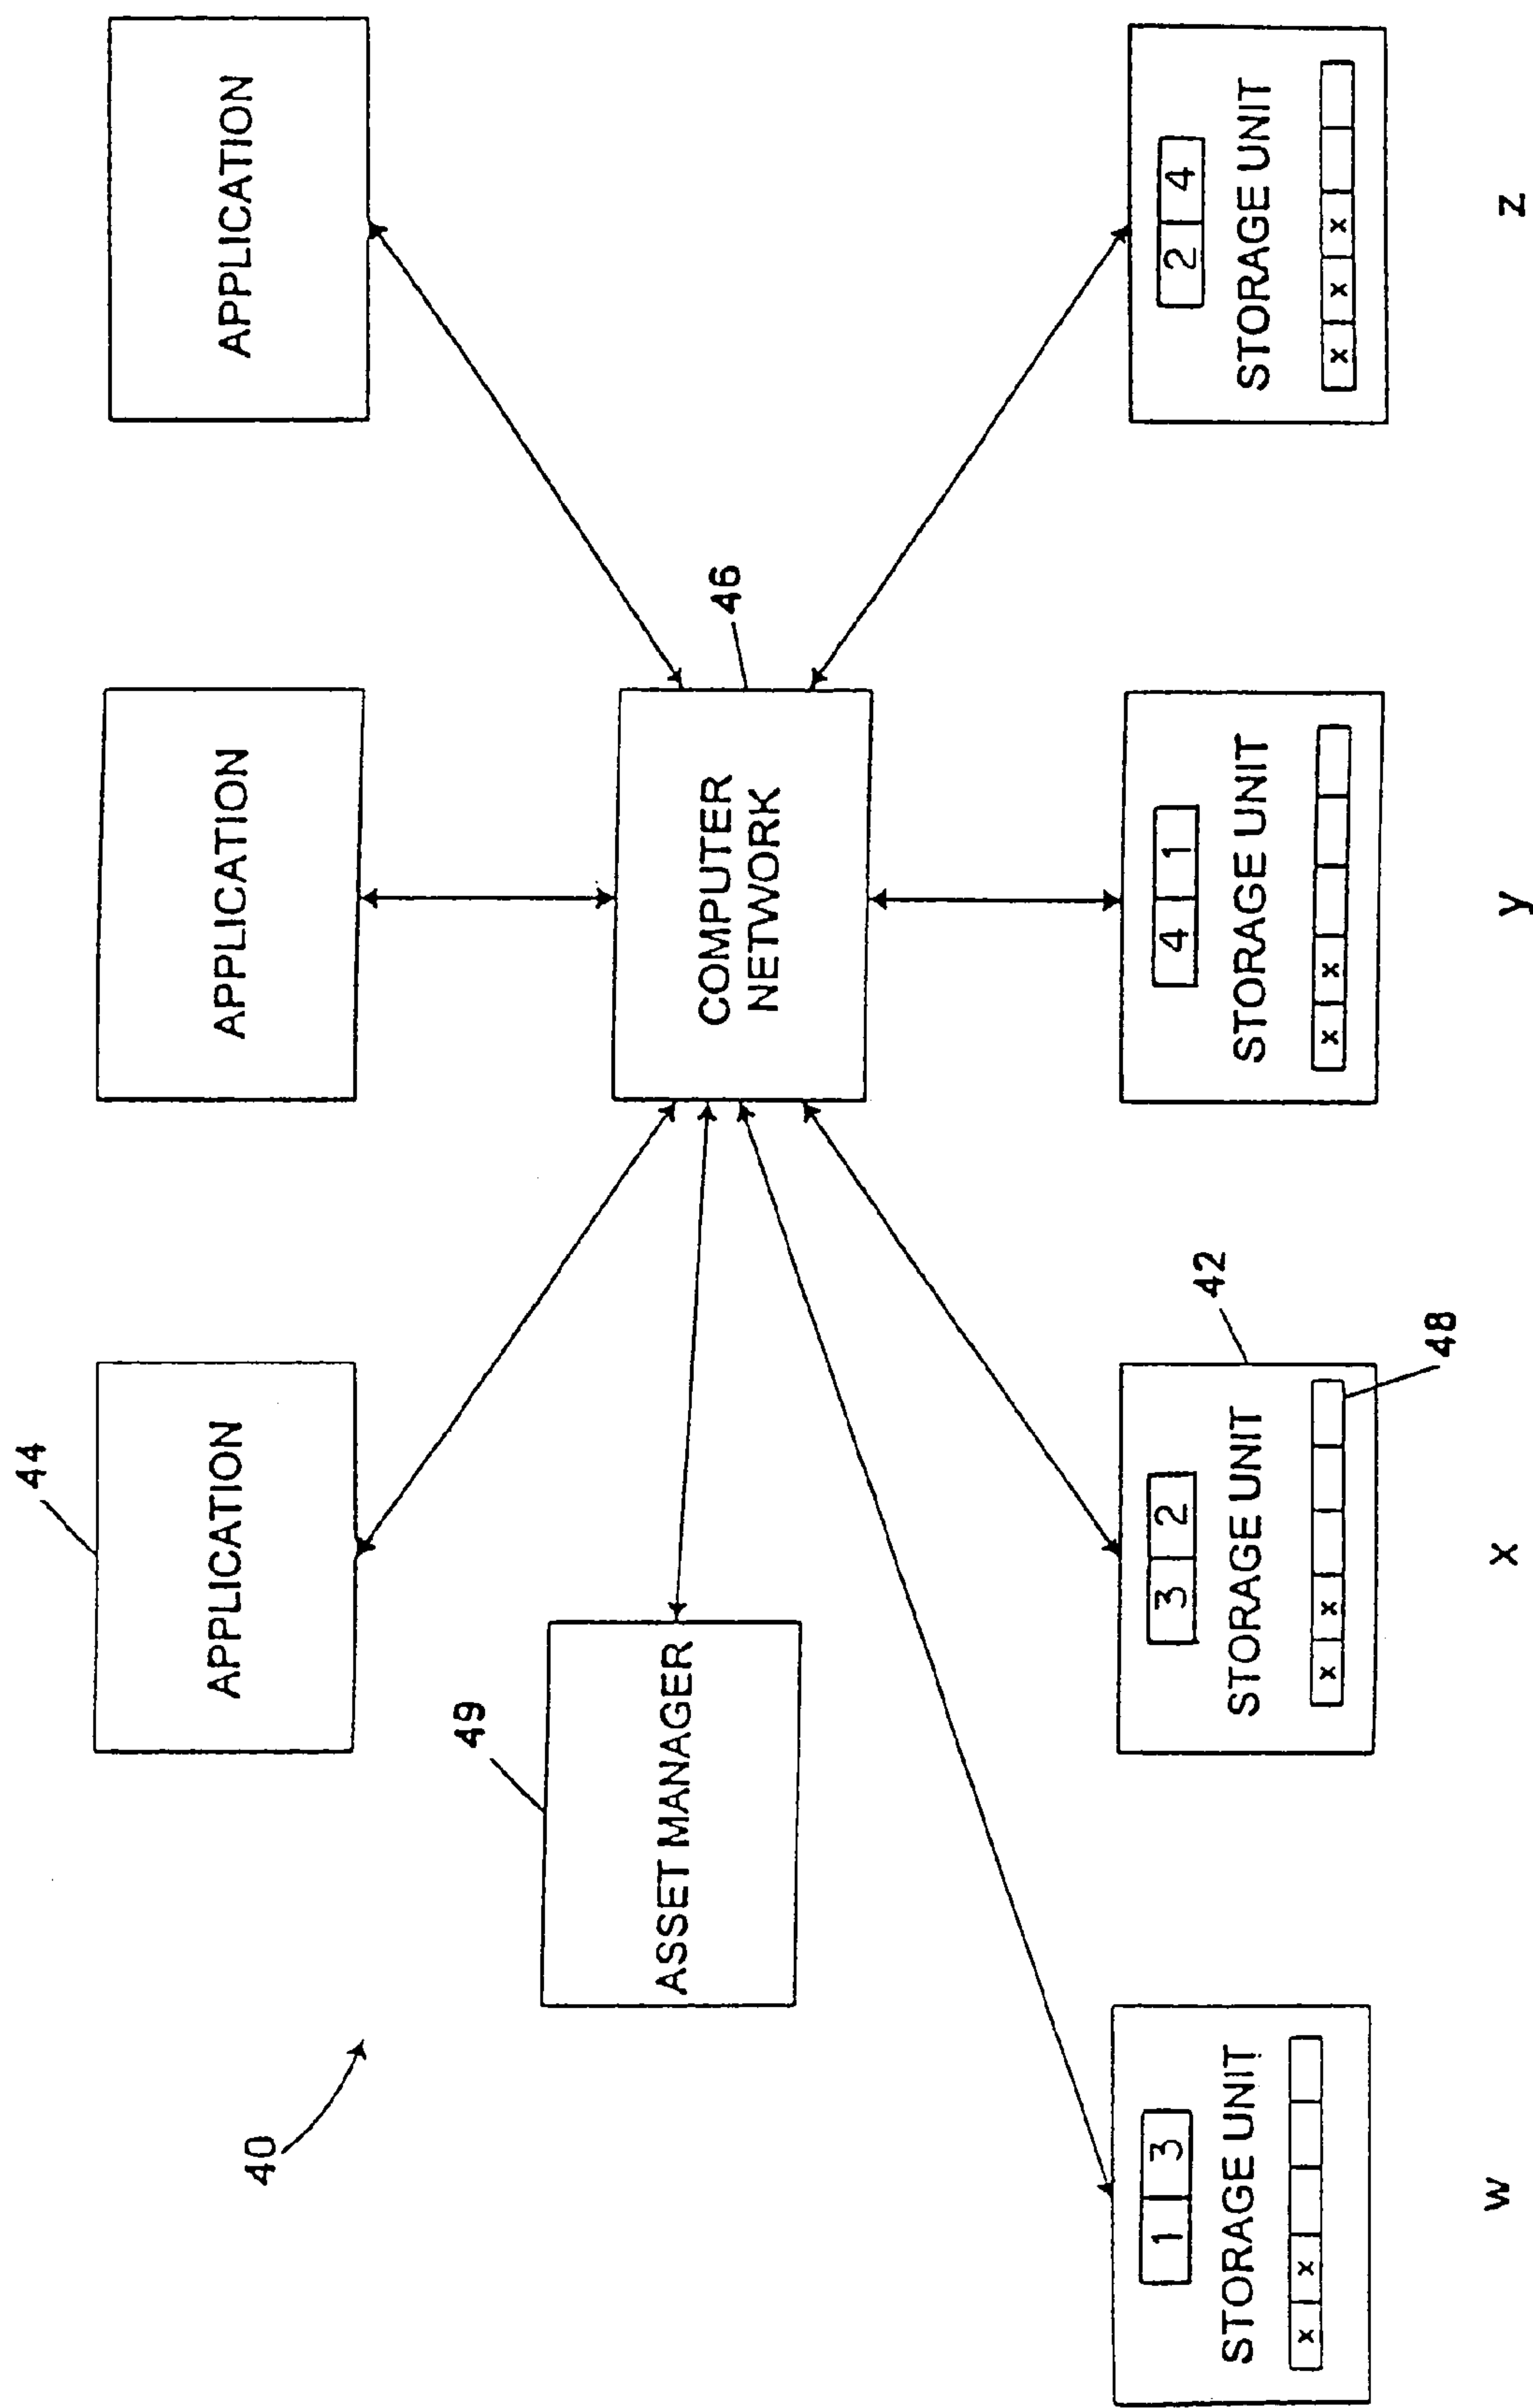 44
APPLICATION
APPLICATION
APPLICATION
40
49
ASSET MANAGER
COMPUTER
NETWORK
46
1 3
STORAGE UNIT
x x
w
42
3 2
STORAGE UNIT
x x
48
x
4 1
STORAGE UNIT
x x
y
2 4
STORAGE UNIT
x x x
z